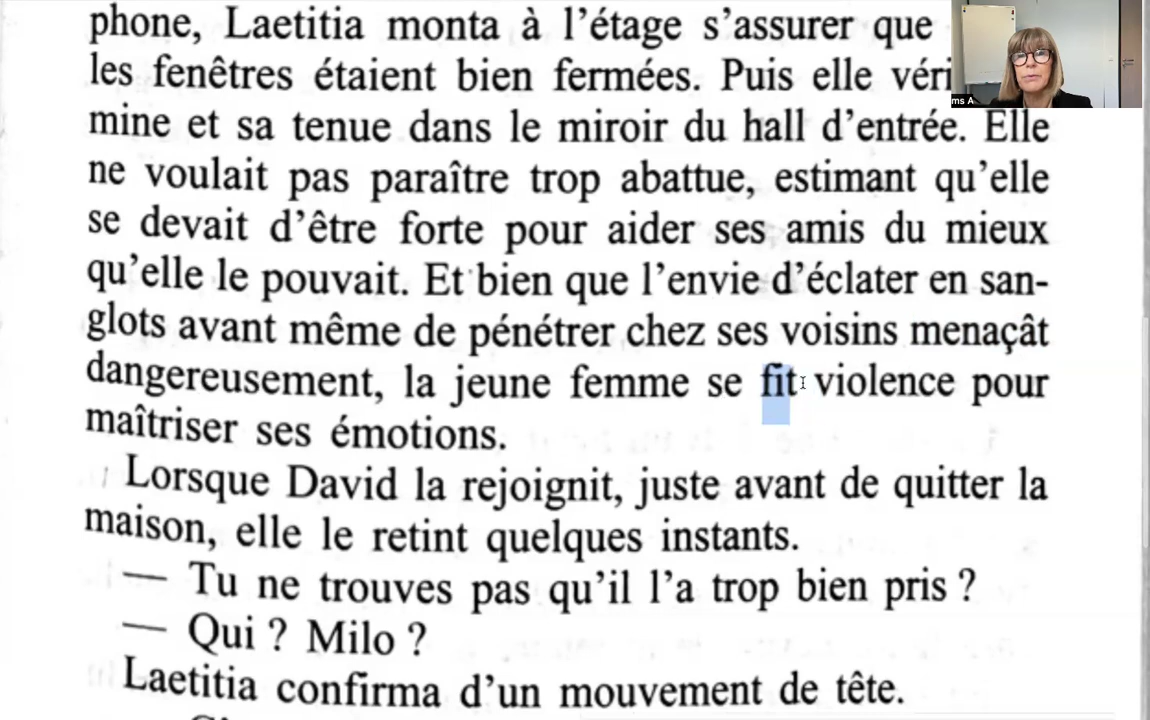 phone, Laetitia monta à l'étage s'assurer que
les fenêtres étaient bien fermées. Puis elle véri
mine et sa tenue dans le miroir du hall d'entrée. Elle
ne voulait pas paraître trop abattue, estimant qu'elle
se devait d'être forte pour aider ses amis du mieux
qu'elle le pouvait. Et bien que l'envie d'éclater en san-
glots avant même de pénétrer chez ses voisins menaçât
dangereusement, la jeune femme se fit violence pour
maîtriser ses émotions.
Lorsque David la rejoignit, juste avant de quitter la
maison, elle le retint quelques instants.
— Tu ne trouves pas qu'il l'a trop bien pris ?
— Qui ? Milo ?
Laetitia confirma d'un mouvement de tête.
ms A